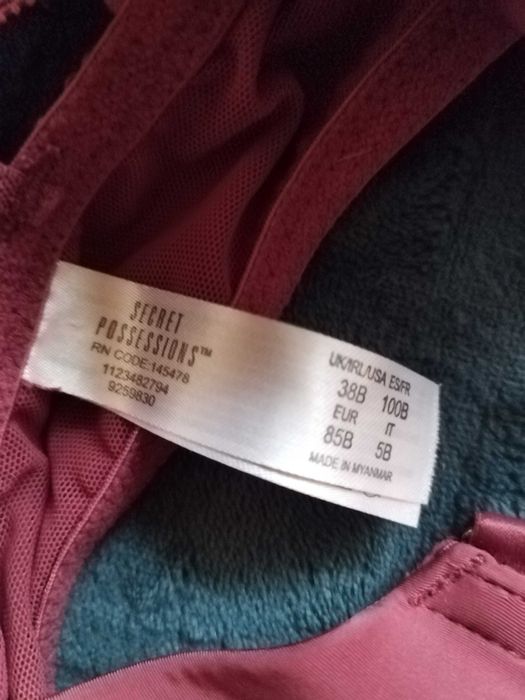 SECRET
POSSESSIONS™
RN CODE:145478
1123482794
9259830
UK/IRL/USA ES/FR
38B 100B
EUR IT
85B 5B
MADE IN MYANMAR